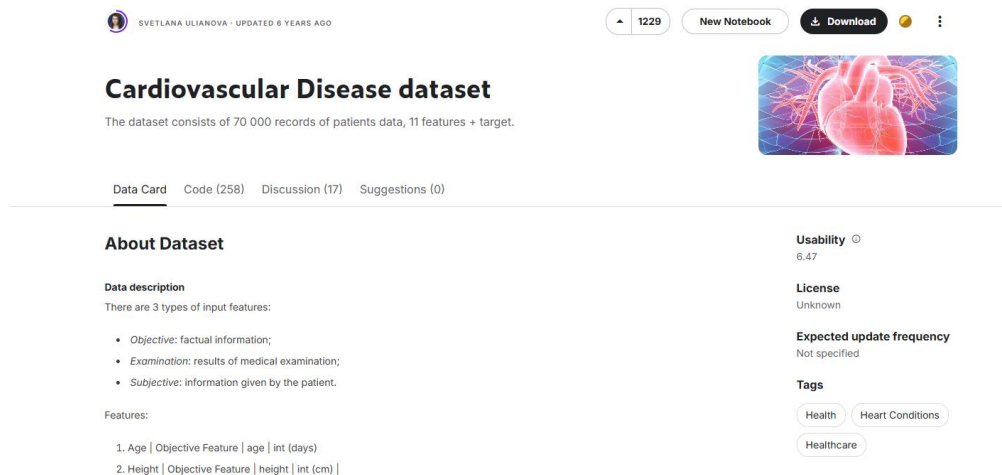 SVETLANA ULIANOVA · UPDATED 6 YEARS AGO
1229
New Notebook
Download
Cardiovascular Disease dataset
The dataset consists of 70 000 records of patients data, 11 features + target.
Data Card
Code (258)
Discussion (17)
Suggestions (0)
About Dataset
Data description
There are 3 types of input features:
• Objective: factual information;
• Examination: results of medical examination;
• Subjective: information given by the patient.
Features:
1. Age | Objective Feature | age | int (days)
2. Height | Objective Feature | height | int (cm) |
Usability
6.47
License
Unknown
Expected update frequency
Not specified
Tags
Health
Heart Conditions
Healthcare